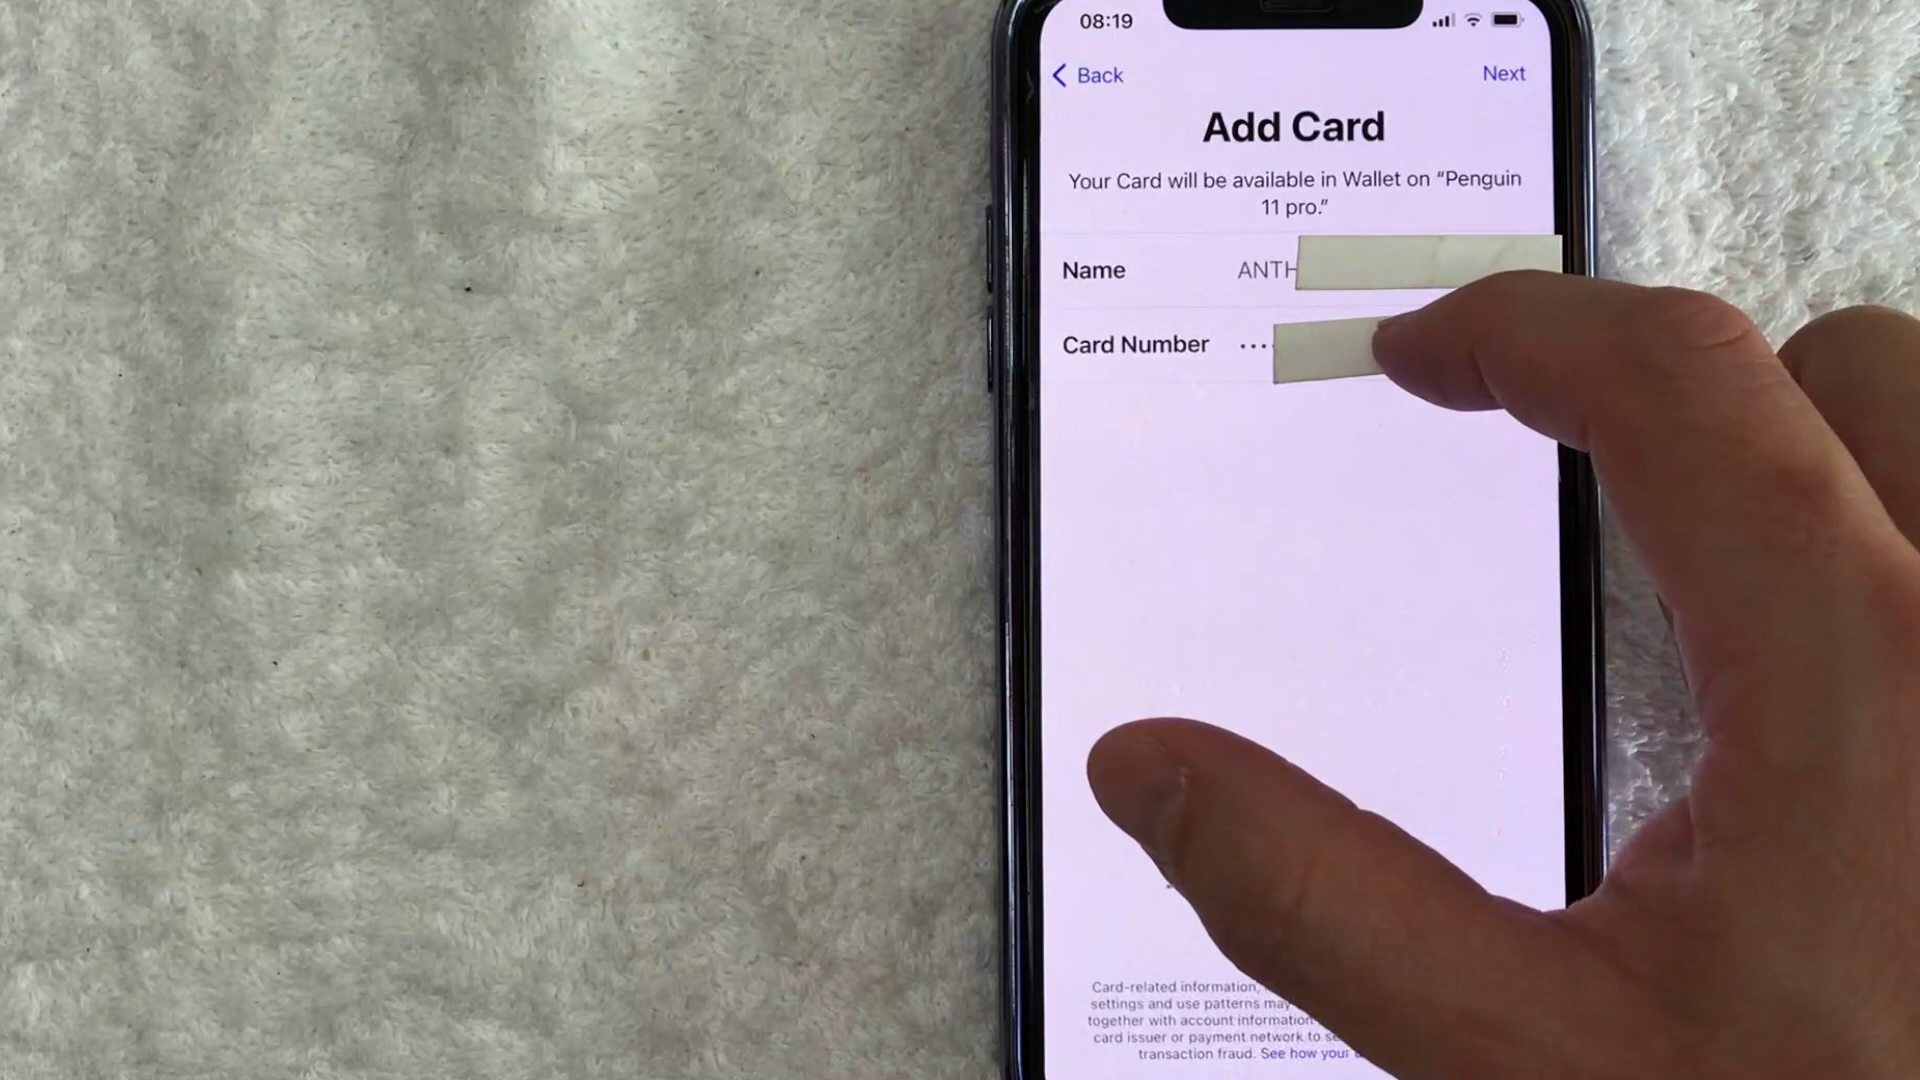 08:19
Back
Next
Add Card
Your Card will be available in Wallet on “Penguin
11 pro.”
Name ANTH
Card Number ••••
Card-related information,
settings and use patterns may
together with account information
card issuer or payment network to
transaction fraud. See how your